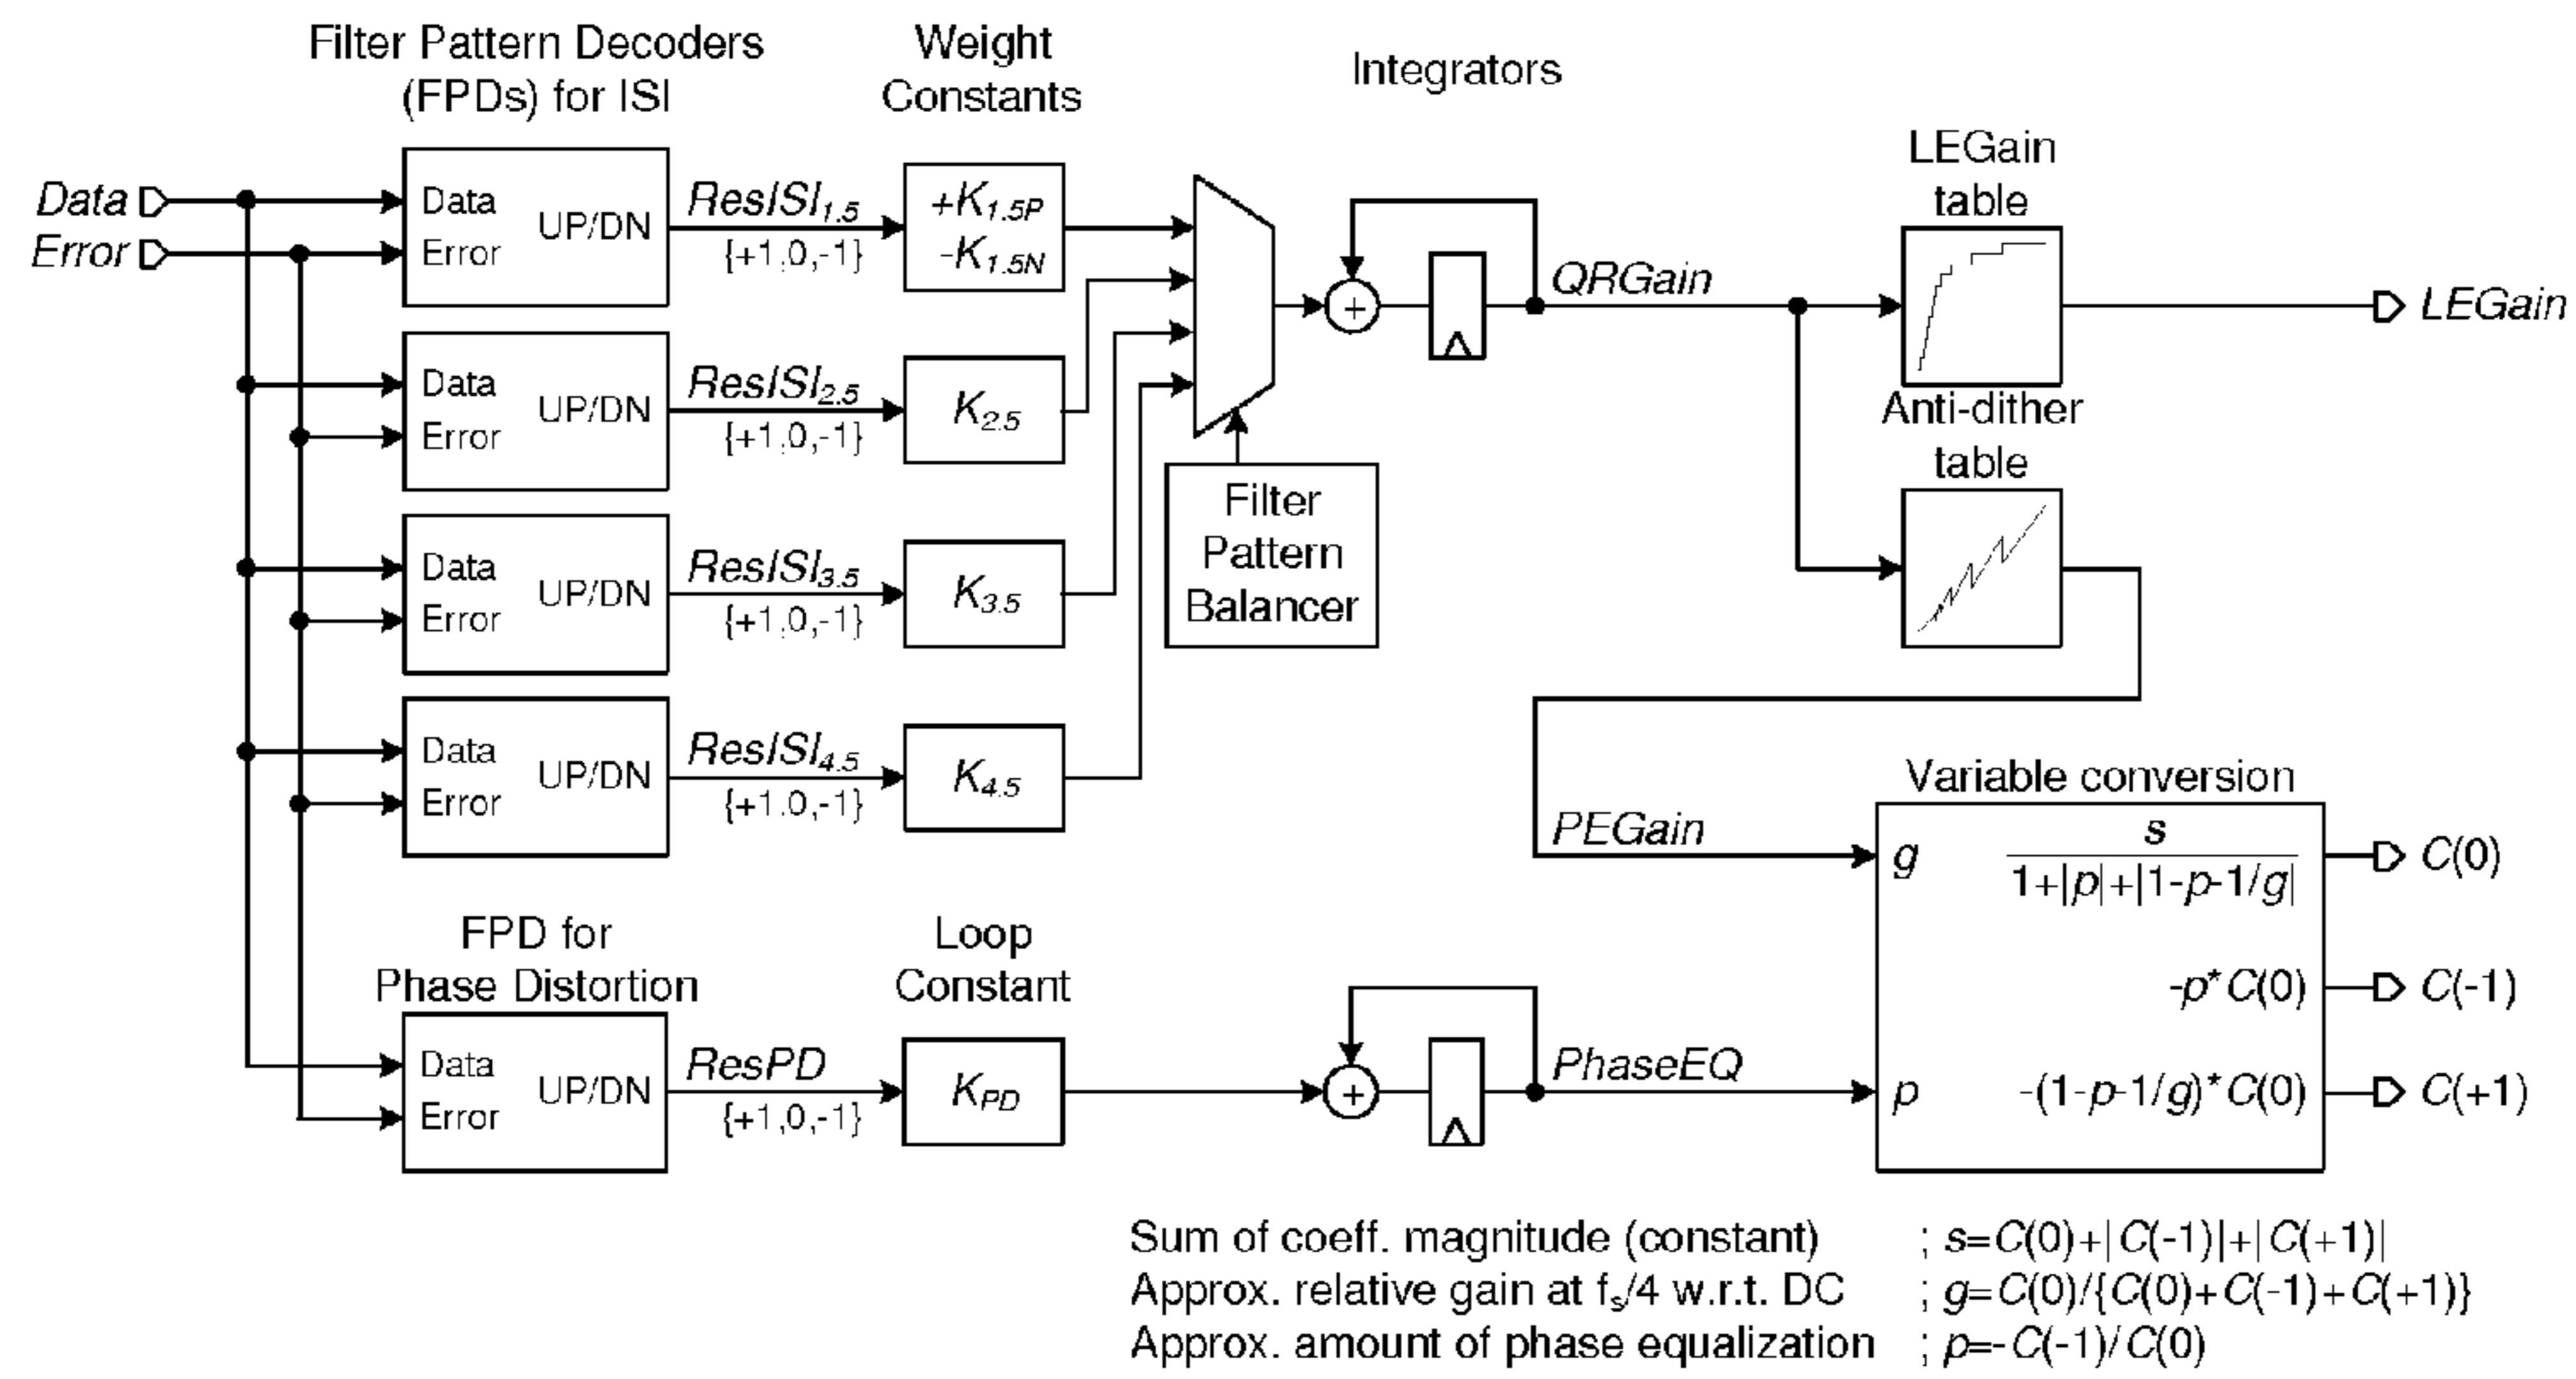 Filter Pattern Decoders
(FPDs) for ISI
Weight
Constants
Integrators
LEGain
table
Data
Error
Data
Error
UP/DN
ResISI1.5
{+1,0,-1}
+K1.5P
-K1.5N
QRGain
LEGain
Data
Error
UP/DN
ResISI2.5
{+1,0,-1}
K2.5
Anti-dither
table
Filter
Pattern
Balancer
Data
Error
UP/DN
ResISI3.5
{+1,0,-1}
K3.5
Data
Error
UP/DN
ResISI4.5
{+1,0,-1}
K4.5
Variable conversion
PEGain
g
s
1+|p|+|1-p-1/g|
C(0)
-p*C(0)
C(-1)
FPD for
Phase Distortion
Loop
Constant
Data
Error
UP/DN
ResPD
{+1,0,-1}
KPD
PhaseEQ
p
-(1-p-1/g)*C(0)
C(+1)
Sum of coeff. magnitude (constant) ; s=C(0)+|C(-1)|+|C(+1)|
Approx. relative gain at fs/4 w.r.t. DC ; g=C(0)/{C(0)+C(-1)+C(+1)}
Approx. amount of phase equalization ; p=-C(-1)/C(0)